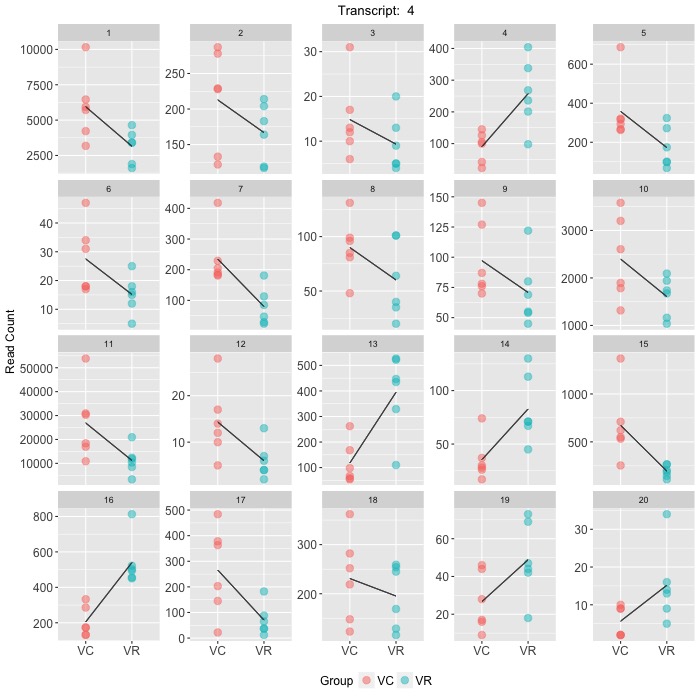 Transcript: 4
1 2 3 4 5
10000 7500 5000 2500
250 200 150
30 20 10
400 300 200 100
600 400 200
6 7 8 9 10
40 30 20 10
400 300 200 100
100 50
150 125 100 75 50
3000 2000 1000
Read Count
11 12 13 14 15
50000 40000 30000 20000 10000
20 10
500 400 300 200 100
100 50
1000 500
16 17 18 19 20
800 600 400 200
500 400 300 200 100 0
300 200
60 40 20
30 20 10
VC VR VC VR VC VR VC VR VC VR
Group VC VR